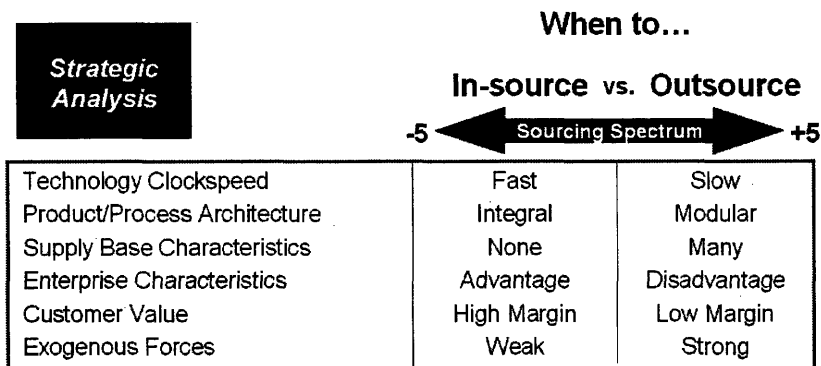 When to...
Strategic
Analysis
In-source vs. Outsource
-5 Sourcing Spectrum +5
Technology Clockspeed Fast Slow
Product/Process Architecture Integral Modular
Supply Base Characteristics None Many
Enterprise Characteristics Advantage Disadvantage
Customer Value High Margin Low Margin
Exogenous Forces Weak Strong